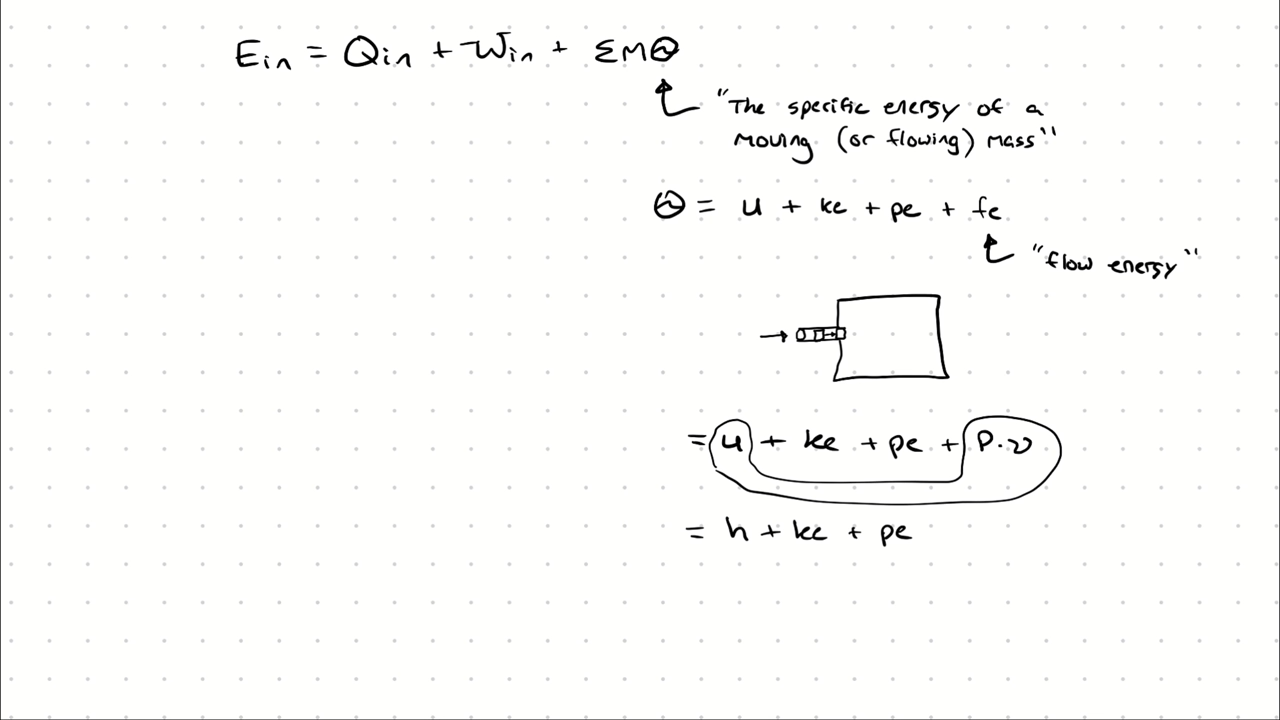 Ein = Qin + Win + ΣmΘ
"The specific energy of a
moving (or flowing) mass"
Θ = u + ke + pe + fe
"flow energy"
= u + ke + pe + P.v
= h + ke + pe